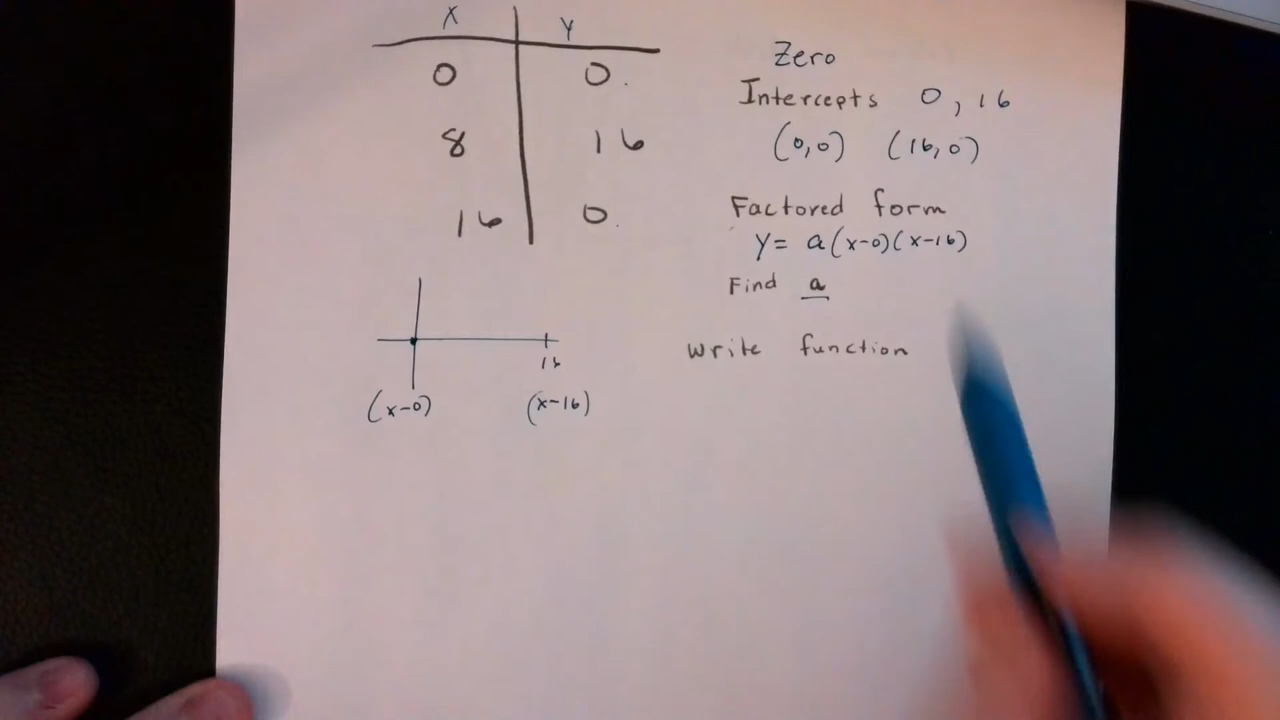 X Y
0 0
8 16
16 0
(x-0) (x-16)
Zero
Intercepts 0, 16
(0,0) (16,0)
Factored form
y= a(x-0)(x-16)
Find a
Write function